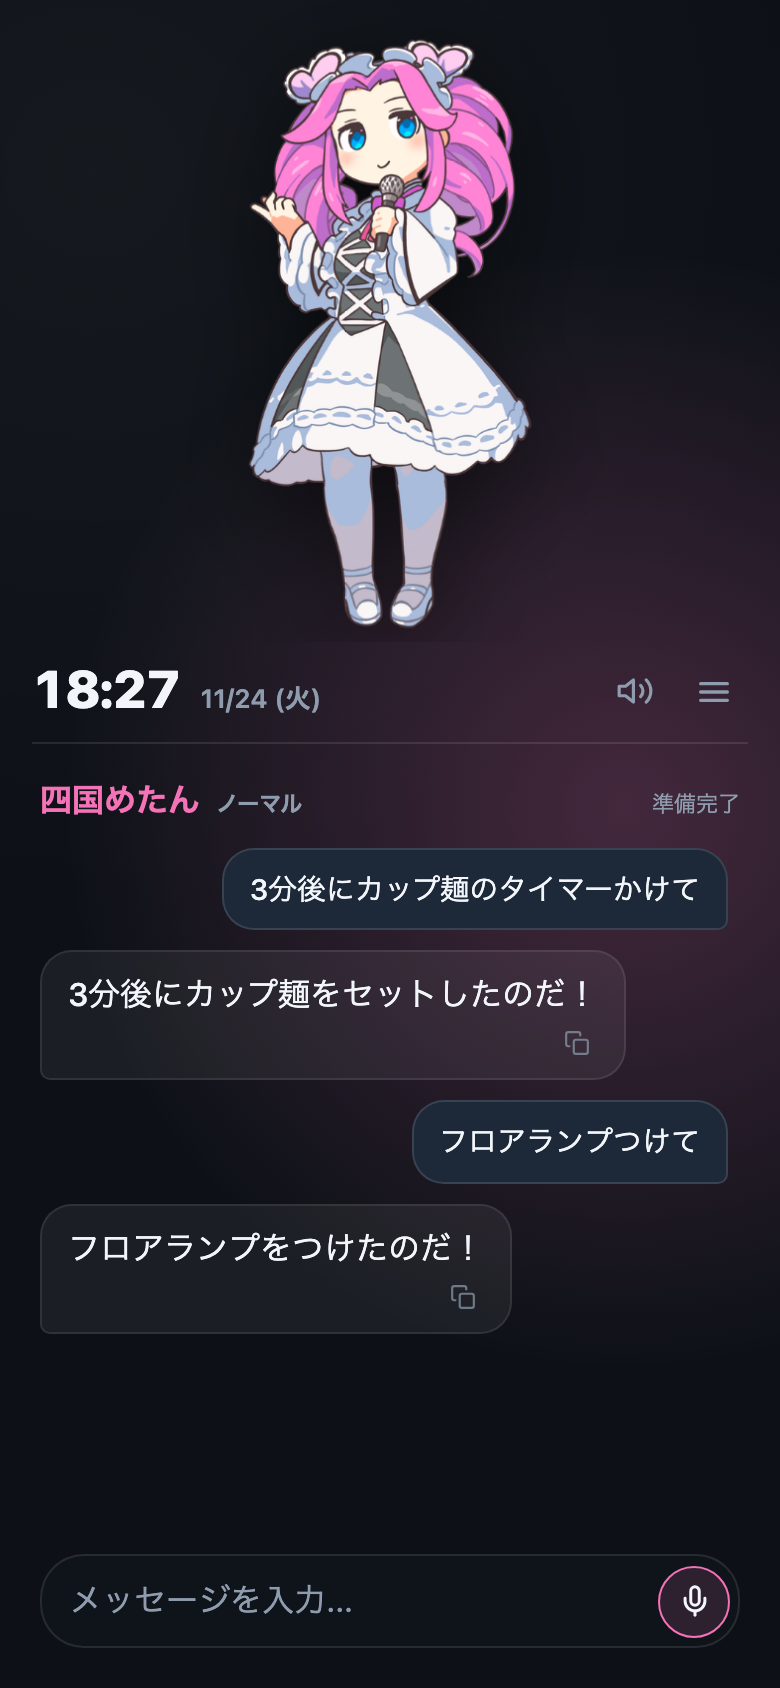 18:27 11/24 (火)
四国めたん ノーマル 準備完了
3分後にカップ麺のタイマーかけて
3分後にカップ麺をセットしたのだ！
フロアランプつけて
フロアランプをつけたのだ！
メッセージを入力...